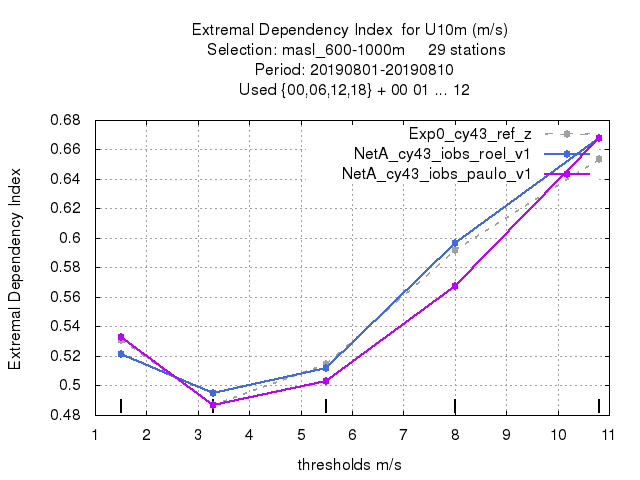 Extremal Dependency Index  for U10m (m/s)
Selection: masl_600-1000m     29 stations
Period: 20190801-20190810
Used {00,06,12,18} + 00 01 ... 12
Exp0_cy43_ref_z
NetA_cy43_iobs_roel_v1
NetA_cy43_iobs_paulo_v1
Extremal Dependency Index
0.68
0.66
0.64
0.62
0.6
0.58
0.56
0.54
0.52
0.5
0.48
1 2 3 4 5 6 7 8 9 10 11
thresholds m/s